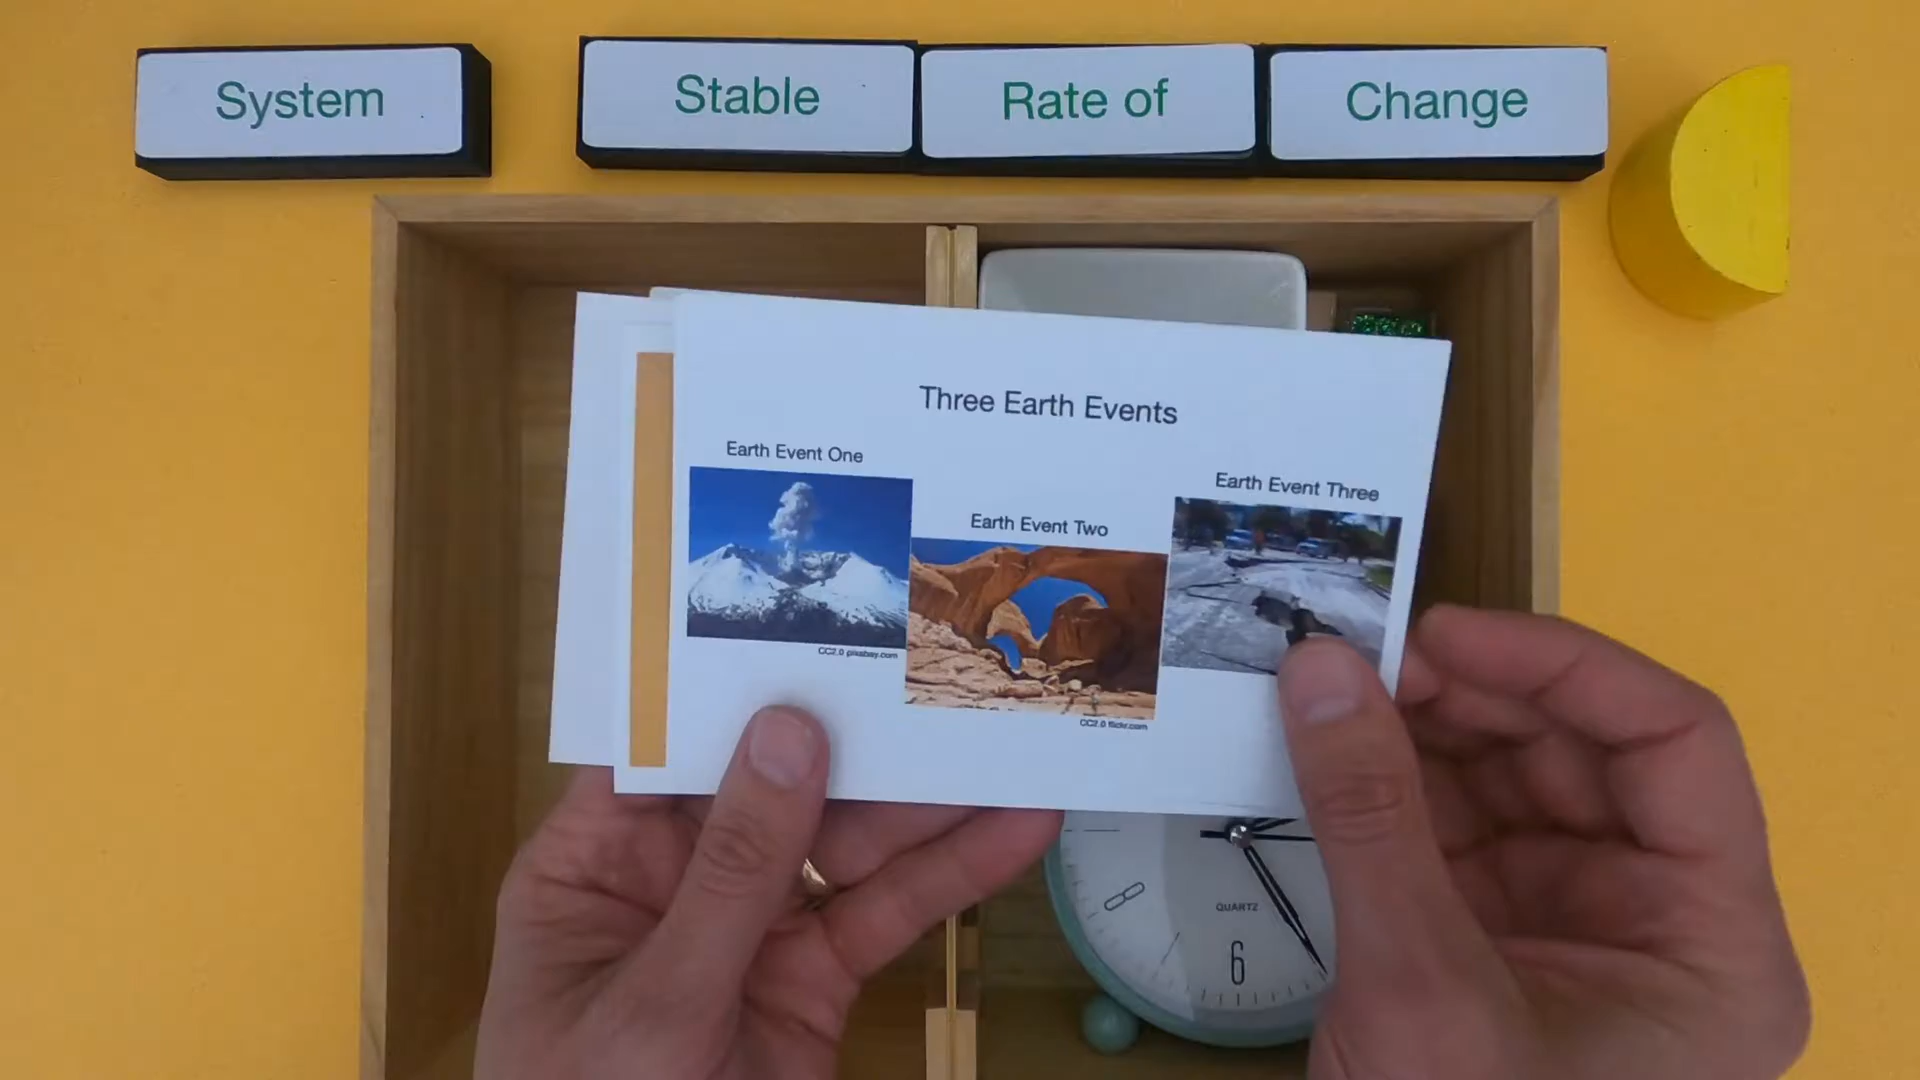 System
Stable
Rate of
Change
Three Earth Events
Earth Event One
Earth Event Two
Earth Event Three
CC2.0 pixabay.com
CC2.0 flickr.com
QUARTZ
6
8